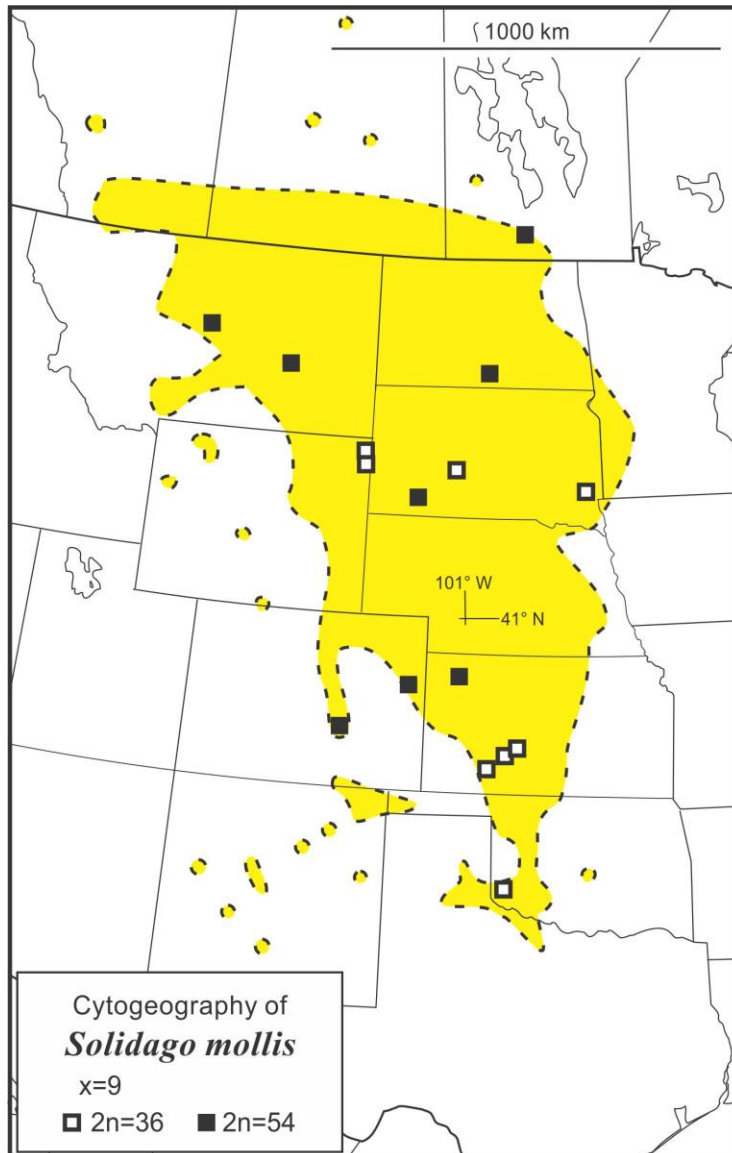 1000 km
101° W
41° N
Cytogeography of
Solidago mollis
x=9
2n=36 2n=54